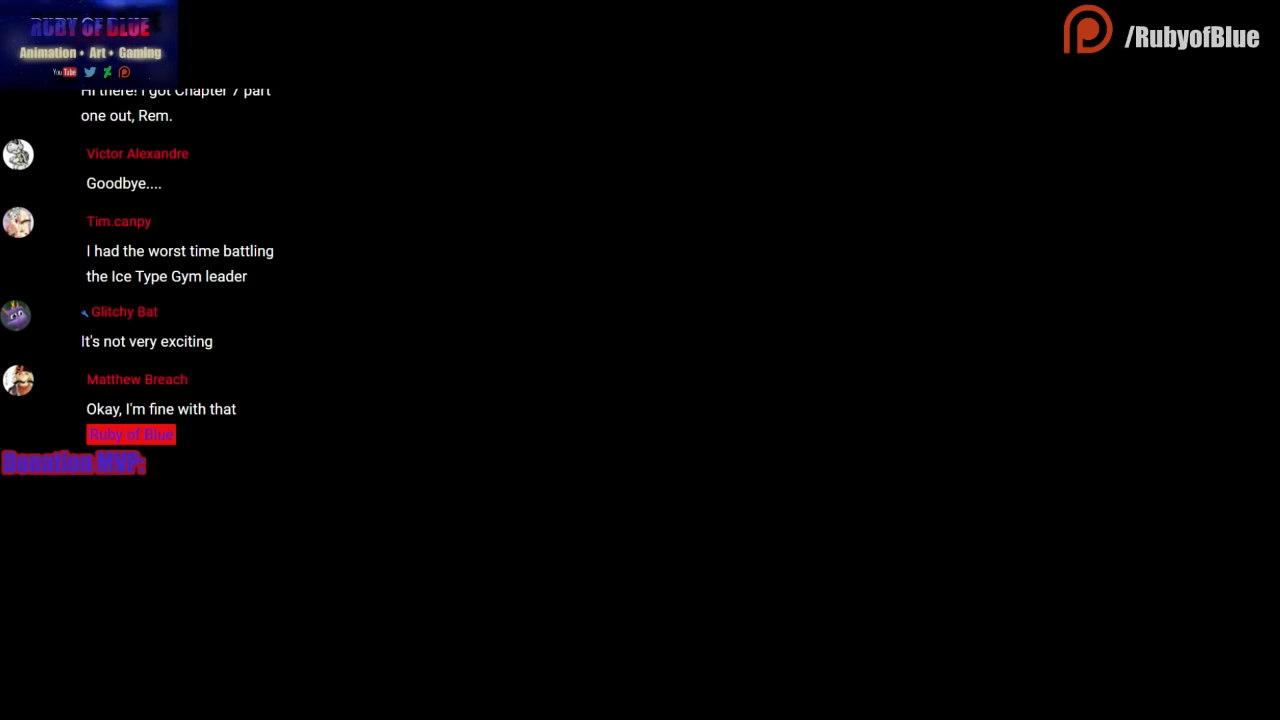 RUBY OF BLUE
Animation • Art • Gaming
YouTube
/RubyofBlue
Hi there! I got Chapter 7 part
one out, Rem.
Victor Alexandre
Goodbye....
Tim.canpy
I had the worst time battling
the Ice Type Gym leader
Glitchy Bat
It's not very exciting
Matthew Breach
Okay, I'm fine with that
Ruby of Blue
Donation MVP: